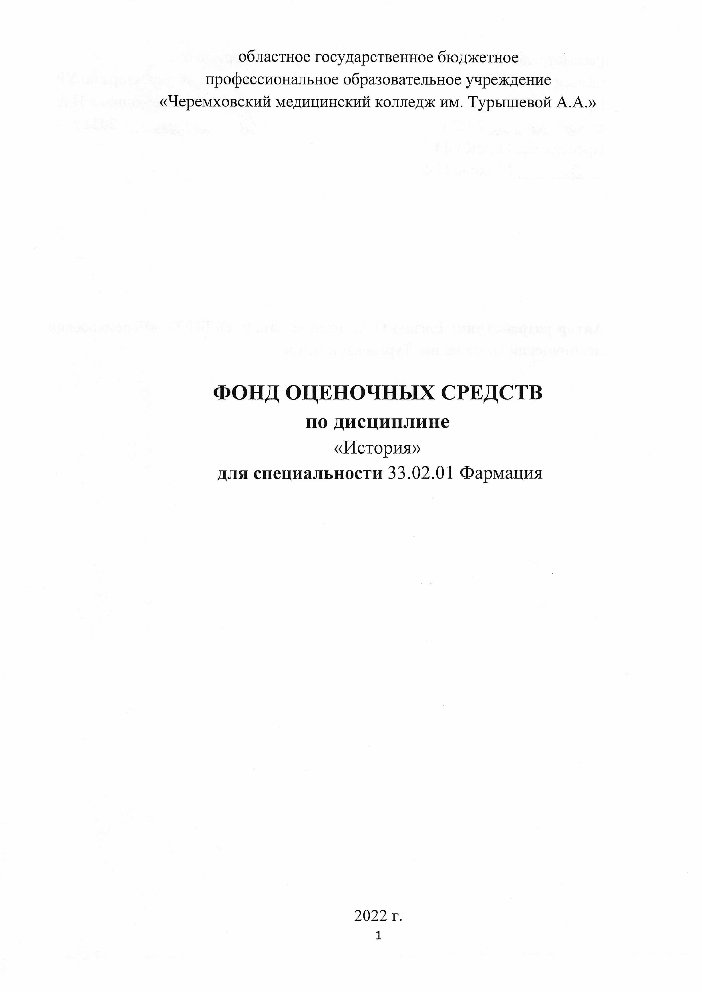 областное государственное бюджетное
профессиональное образовательное учреждение
«Черемховский медицинский колледж им. Турышевой А.А.»
ФОНД ОЦЕНОЧНЫХ СРЕДСТВ
по дисциплине
«История»
для специальности 33.02.01 Фармация
2022 г.
1